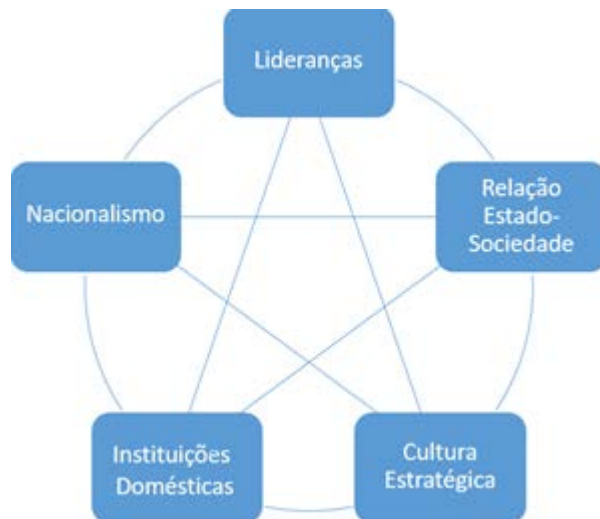 Lideranças
Nacionalismo
Relação
Estado-
Sociedade
Instituições
Domésticas
Cultura
Estratégica